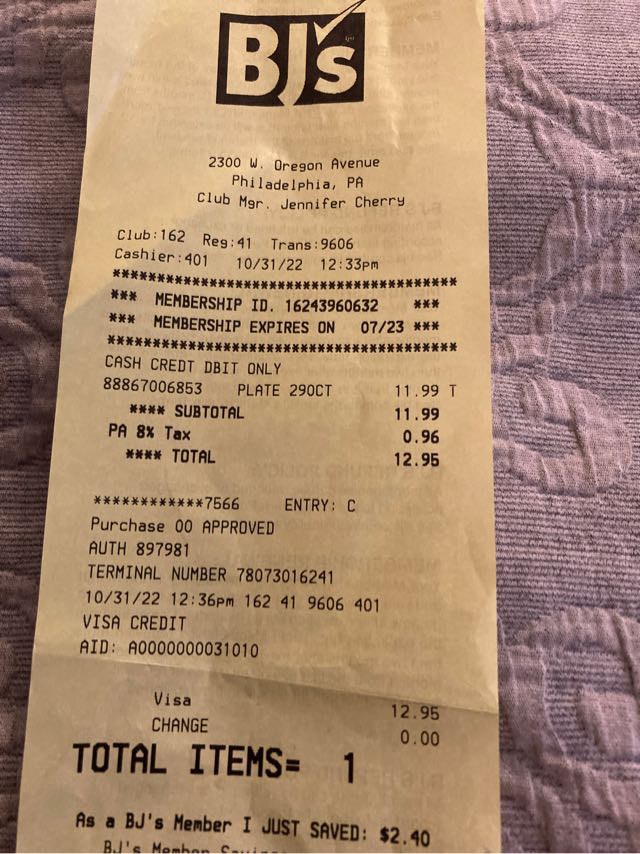 BJ's
2300 W. Oregon Avenue
Philadelphia, PA
Club Mgr. Jennifer Cherry
Club:162 Reg:41 Trans:9606
Cashier:401 10/31/22 12:33pm
****************************************
*** MEMBERSHIP ID. 16243960632 ***
*** MEMBERSHIP EXPIRES ON 07/23 ***
****************************************
CASH CREDT DBIT ONLY
88867006853 PLATE 290CT 11.99 T
**** SUBTOTAL 11.99
PA 8% Tax 0.96
**** TOTAL 12.95
************7566 ENTRY: C
Purchase 00 APPROVED
AUTH 897981
TERMINAL NUMBER 78073016241
10/31/22 12:36pm 162 41 9606 401
VISA CREDIT
AID: A0000000031010
Visa 12.95
CHANGE 0.00
TOTAL ITEMS= 1
As a BJ's Member I JUST SAVED: $2.40
BJ's Member